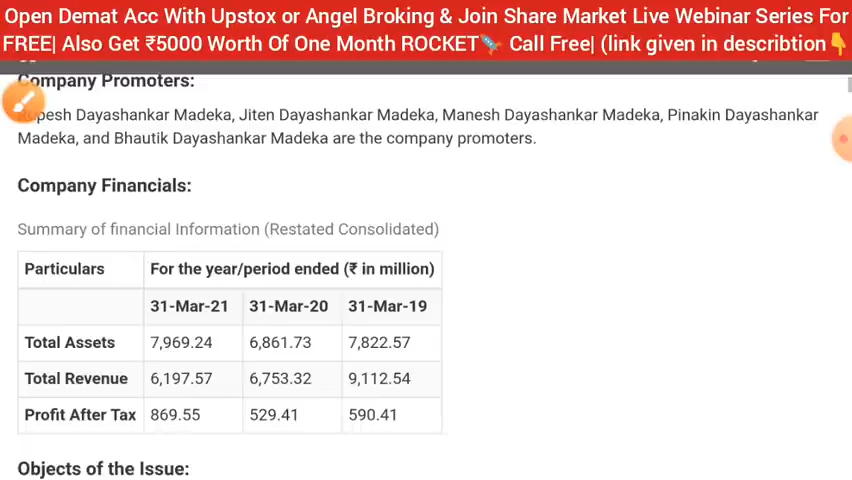 Open Demat Acc With Upstox or Angel Broking & Join Share Market Live Webinar Series For
FREE| Also Get ₹5000 Worth Of One Month ROCKET🚀 Call Free| (link given in describtion👇
Company Promoters:
Dayashankar Madeka, Jiten Dayashankar Madeka, Manesh Dayashankar Madeka, Pinakin Dayashankar
Madeka, and Bhautik Dayashankar Madeka are the company promoters.
Company Financials:
Summary of financial Information (Restated Consolidated)
Particulars For the year/period ended (₹ in million)
31-Mar-21 31-Mar-20 31-Mar-19
Total Assets 7,969.24 6,861.73 7,822.57
Total Revenue 6,197.57 6,753.32 9,112.54
Profit After Tax 869.55 529.41 590.41
Objects of the Issue: